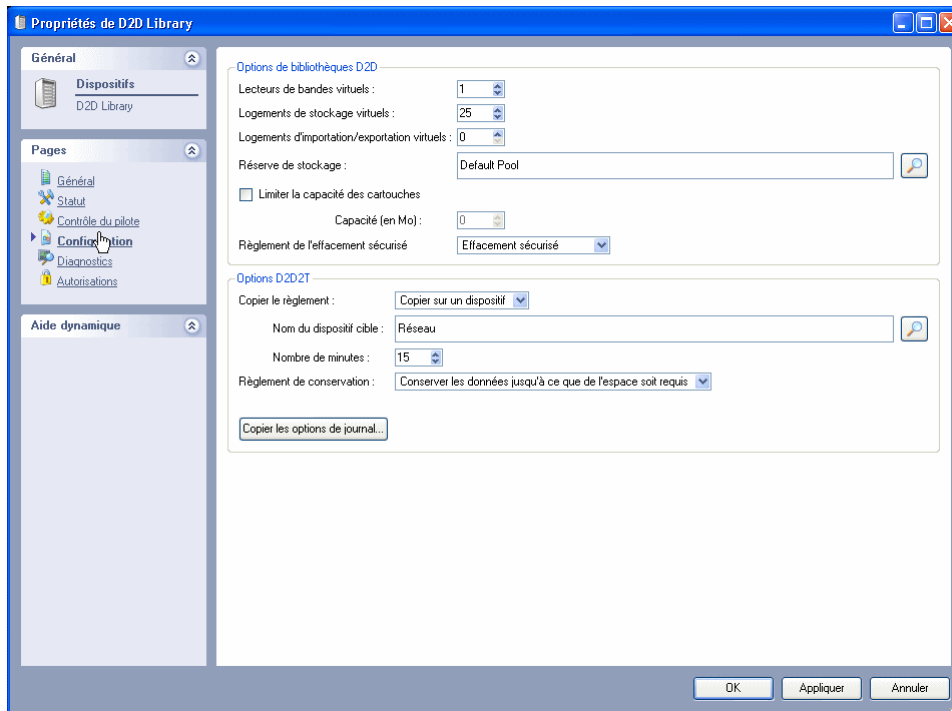 Propriétés de D2D Library
Général
Dispositifs
D2D Library
Pages
Général
Statut
Contrôle du pilote
Configuration
Diagnostics
Autorisations
Aide dynamique
Options de bibliothèques D2D
Lecteurs de bandes virtuels : 1
Logements de stockage virtuels : 25
Logements d'importation/exportation virtuels : 0
Réserve de stockage : Default Pool
Limiter la capacité des cartouches
Capacité (en Mo) : 0
Règlement de l'effacement sécurisé Effacement sécurisé
Options D2D2T
Copier le règlement : Copier sur un dispositif
Nom du dispositif cible : Réseau
Nombre de minutes : 15
Règlement de conservation : Conserver les données jusqu'à ce que de l'espace soit requis
Copier les options de journal...
OK Appliquer Annuler